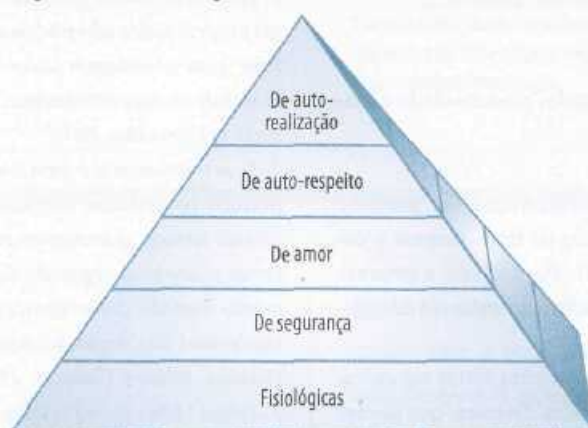 De auto-
realização
De auto-respeito
De amor
De segurança
Fisiológicas